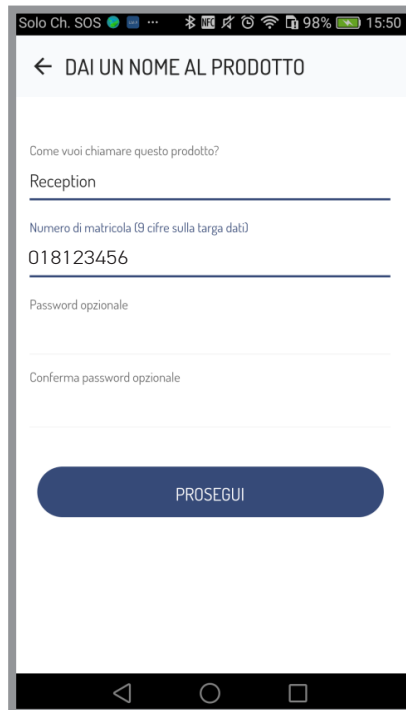 Solo Ch. SOS ... 98% 15:50
DAI UN NOME AL PRODOTTO
Come vuoi chiamare questo prodotto?
Reception
Numero di matricola (9 cifre sulla targa dati)
018123456
Password opzionale
Conferma password opzionale
PROSEGUI